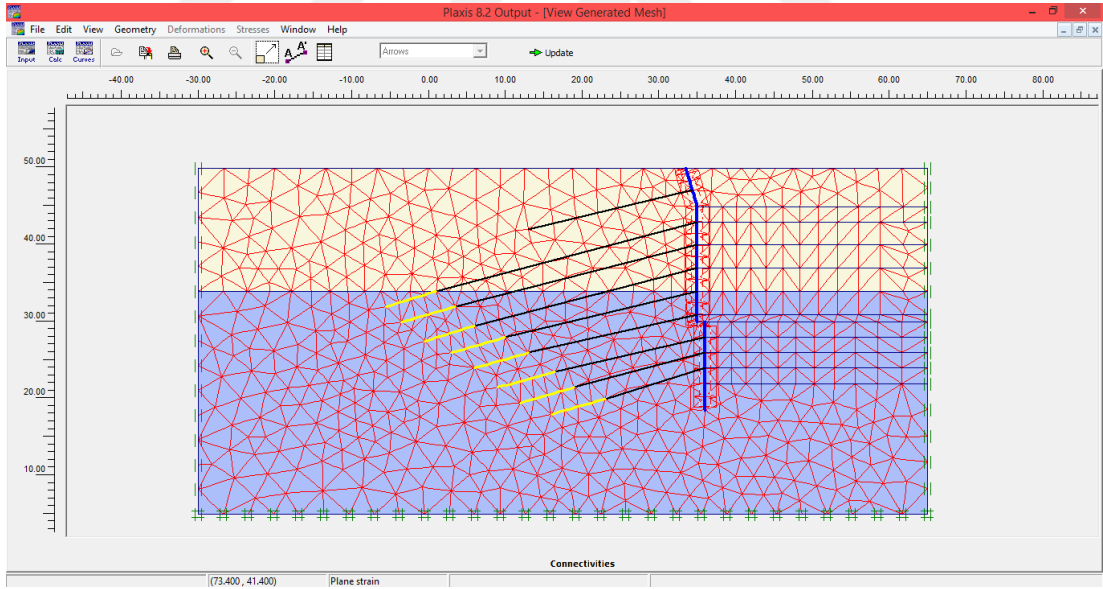 Plaxis 8.2 Output - [View Generated Mesh]
File Edit View Geometry Deformations Stresses Window Help
Input Calc Curves Arrows Update
-40.00 -30.00 -20.00 -10.00 0.00 10.00 20.00 30.00 40.00 50.00 60.00 70.00 80.00
50.00
40.00
30.00
20.00
10.00
Connectivities
(73.400 , 41.400) Plane strain